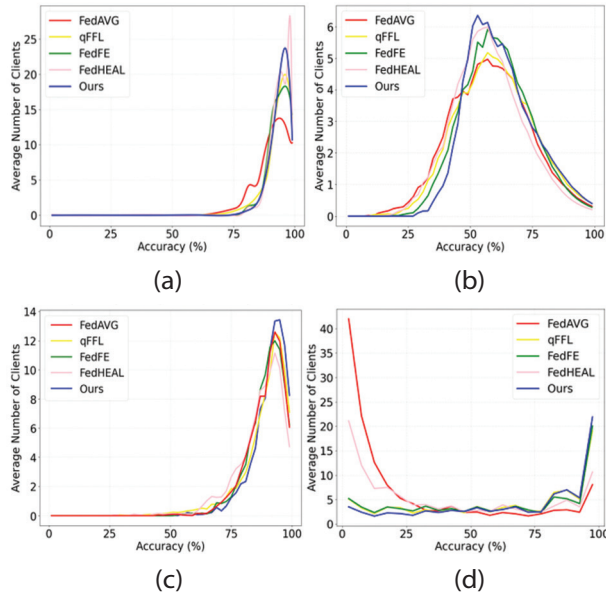 FedAVG
qFFL
FedFE
FedHEAL
Ours
Average Number of Clients
25
20
15
10
5
0
0 25 50 75 100
Accuracy (%)
(a)
FedAVG
qFFL
FedFE
FedHEAL
Ours
Average Number of Clients
6
5
4
3
2
1
0
0 25 50 75 100
Accuracy (%)
(b)
FedAVG
qFFL
FedFE
FedHEAL
Ours
Average Number of Clients
14
12
10
8
6
4
2
0
0 25 50 75 100
Accuracy (%)
(c)
FedAVG
qFFL
FedFE
FedHEAL
Ours
Average Number of Clients
40
35
30
25
20
15
10
5
0
0 25 50 75 100
Accuracy (%)
(d)